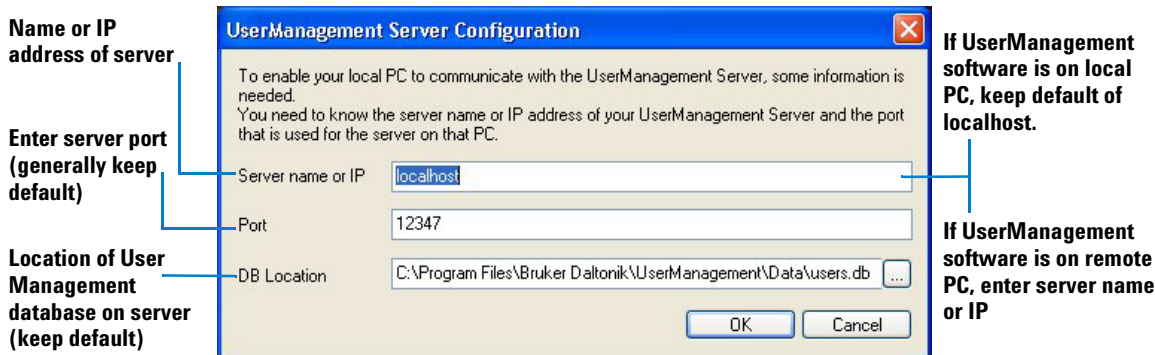 Name or IP
address of server
Enter server port
(generally keep
default)
Location of User
Management
database on server
(keep default)
UserManagement Server Configuration
To enable your local PC to communicate with the UserManagement Server, some information is
needed.
You need to know the server name or IP address of your UserManagement Server and the port
that is used for the server on that PC.
Server name or IP
localhost
Port
12347
DB Location
C:\Program Files\Bruker Daltonik\UserManagement\Data\users.db
...
OK
Cancel
If UserManagement
software is on local
PC, keep default of
localhost.
If UserManagement
software is on remote
PC, enter server name
or IP